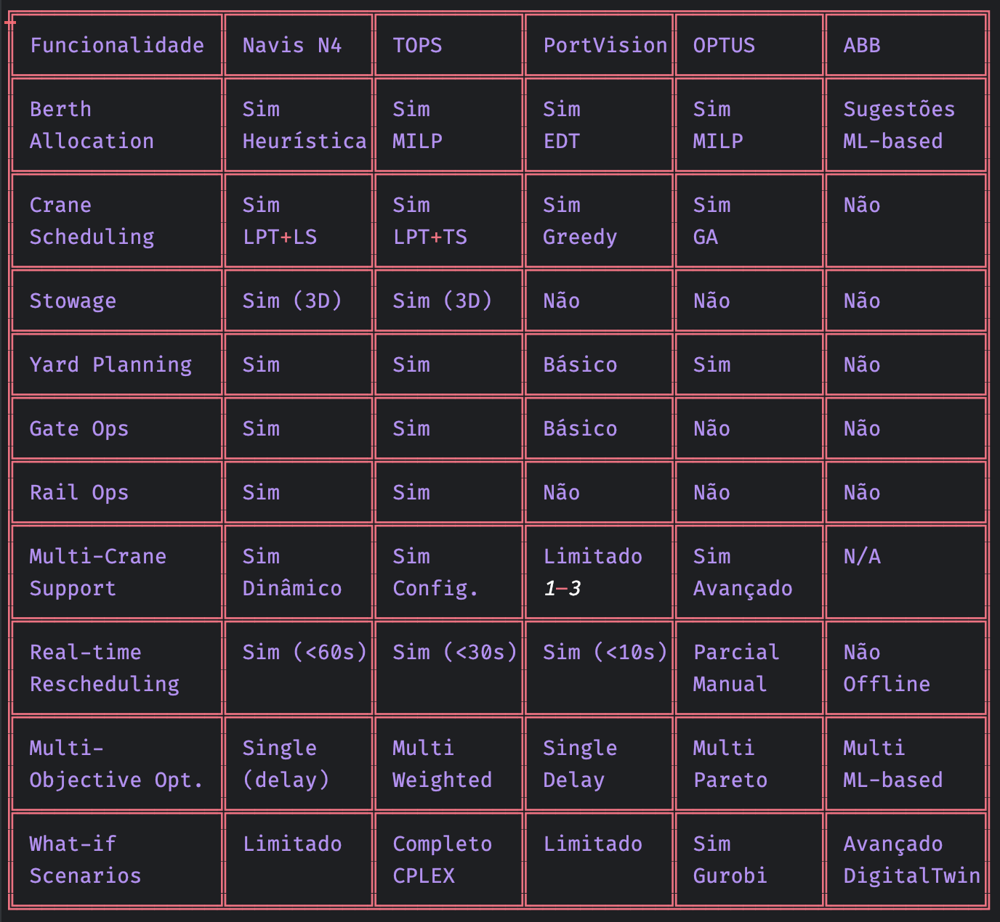 Funcionalidade Navis N4 TOPS PortVision OPTUS ABB
Berth Sim Sim Sim Sim Sugestões
Allocation Heurística MILP EDT MILP ML-based
Crane Sim Sim Sim Sim Não
Scheduling LPT+LS LPT+TS Greedy GA
Stowage Sim (3D) Sim (3D) Não Não Não
Yard Planning Sim Sim Básico Sim Não
Gate Ops Sim Sim Básico Não Não
Rail Ops Sim Sim Não Não Não
Multi-Crane Sim Sim Limitado Sim N/A
Support Dinâmico Config. 1-3 Avançado
Real-time Sim (<60s) Sim (<30s) Sim (<10s) Parcial Não
Rescheduling Manual Offline
Multi- Single Multi Single Multi Multi
Objective Opt. (delay) Weighted Delay Pareto ML-based
What-if Limitado Completo Limitado Sim Avançado
Scenarios CPLEX Gurobi DigitalTwin